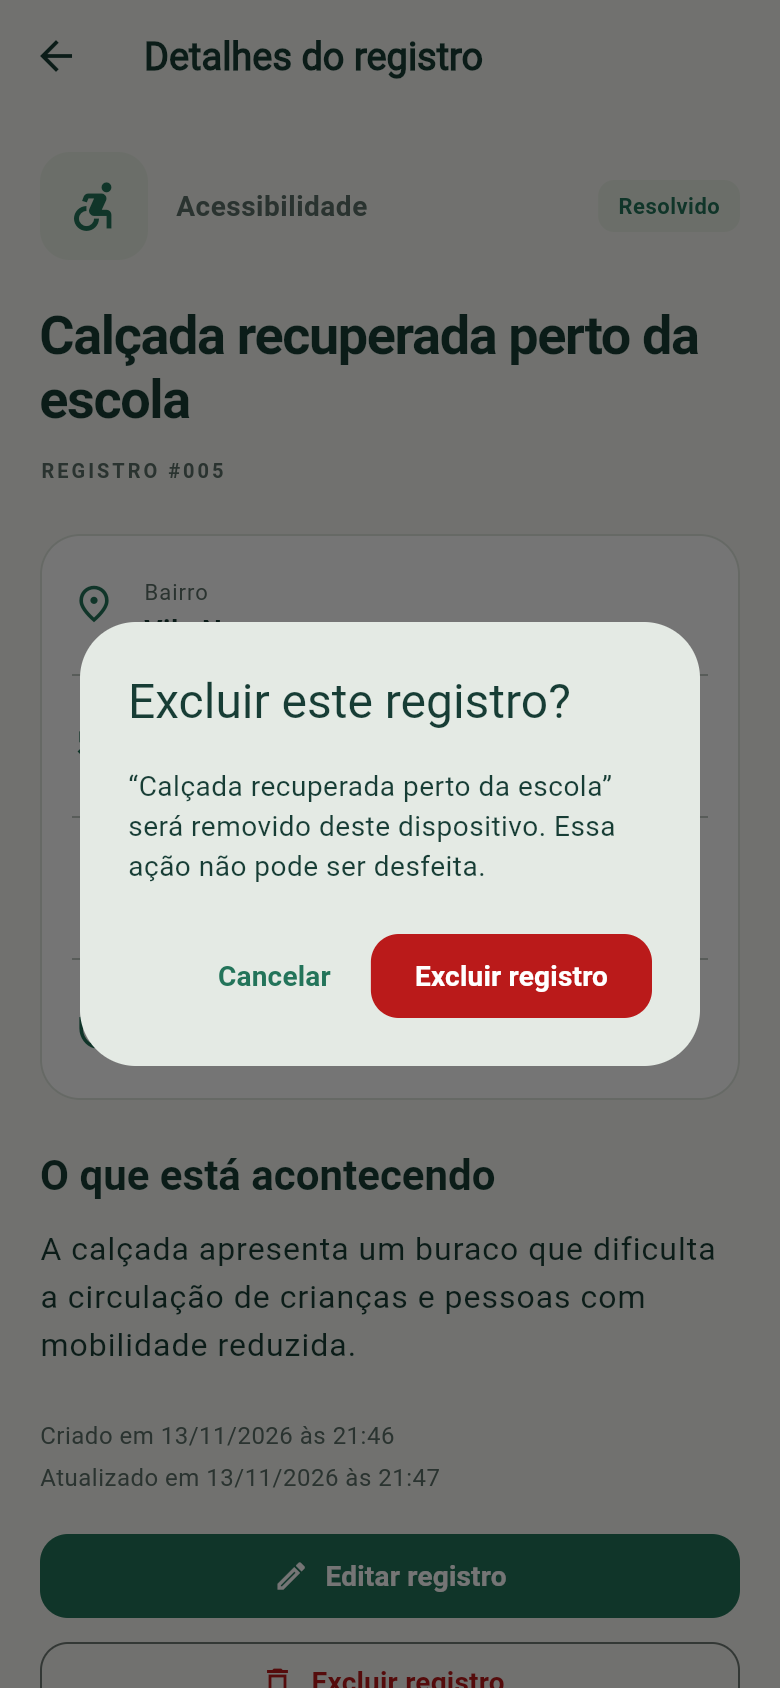 Detalhes do registro
Acessibilidade
Resolvido
Calçada recuperada perto da
escola
REGISTRO #005
Bairro
Excluir este registro?
“Calçada recuperada perto da escola”
será removido deste dispositivo. Essa
ação não pode ser desfeita.
Cancelar
Excluir registro
O que está acontecendo
A calçada apresenta um buraco que dificulta
a circulação de crianças e pessoas com
mobilidade reduzida.
Criado em 13/11/2026 às 21:46
Atualizado em 13/11/2026 às 21:47
Editar registro
Excluir registro